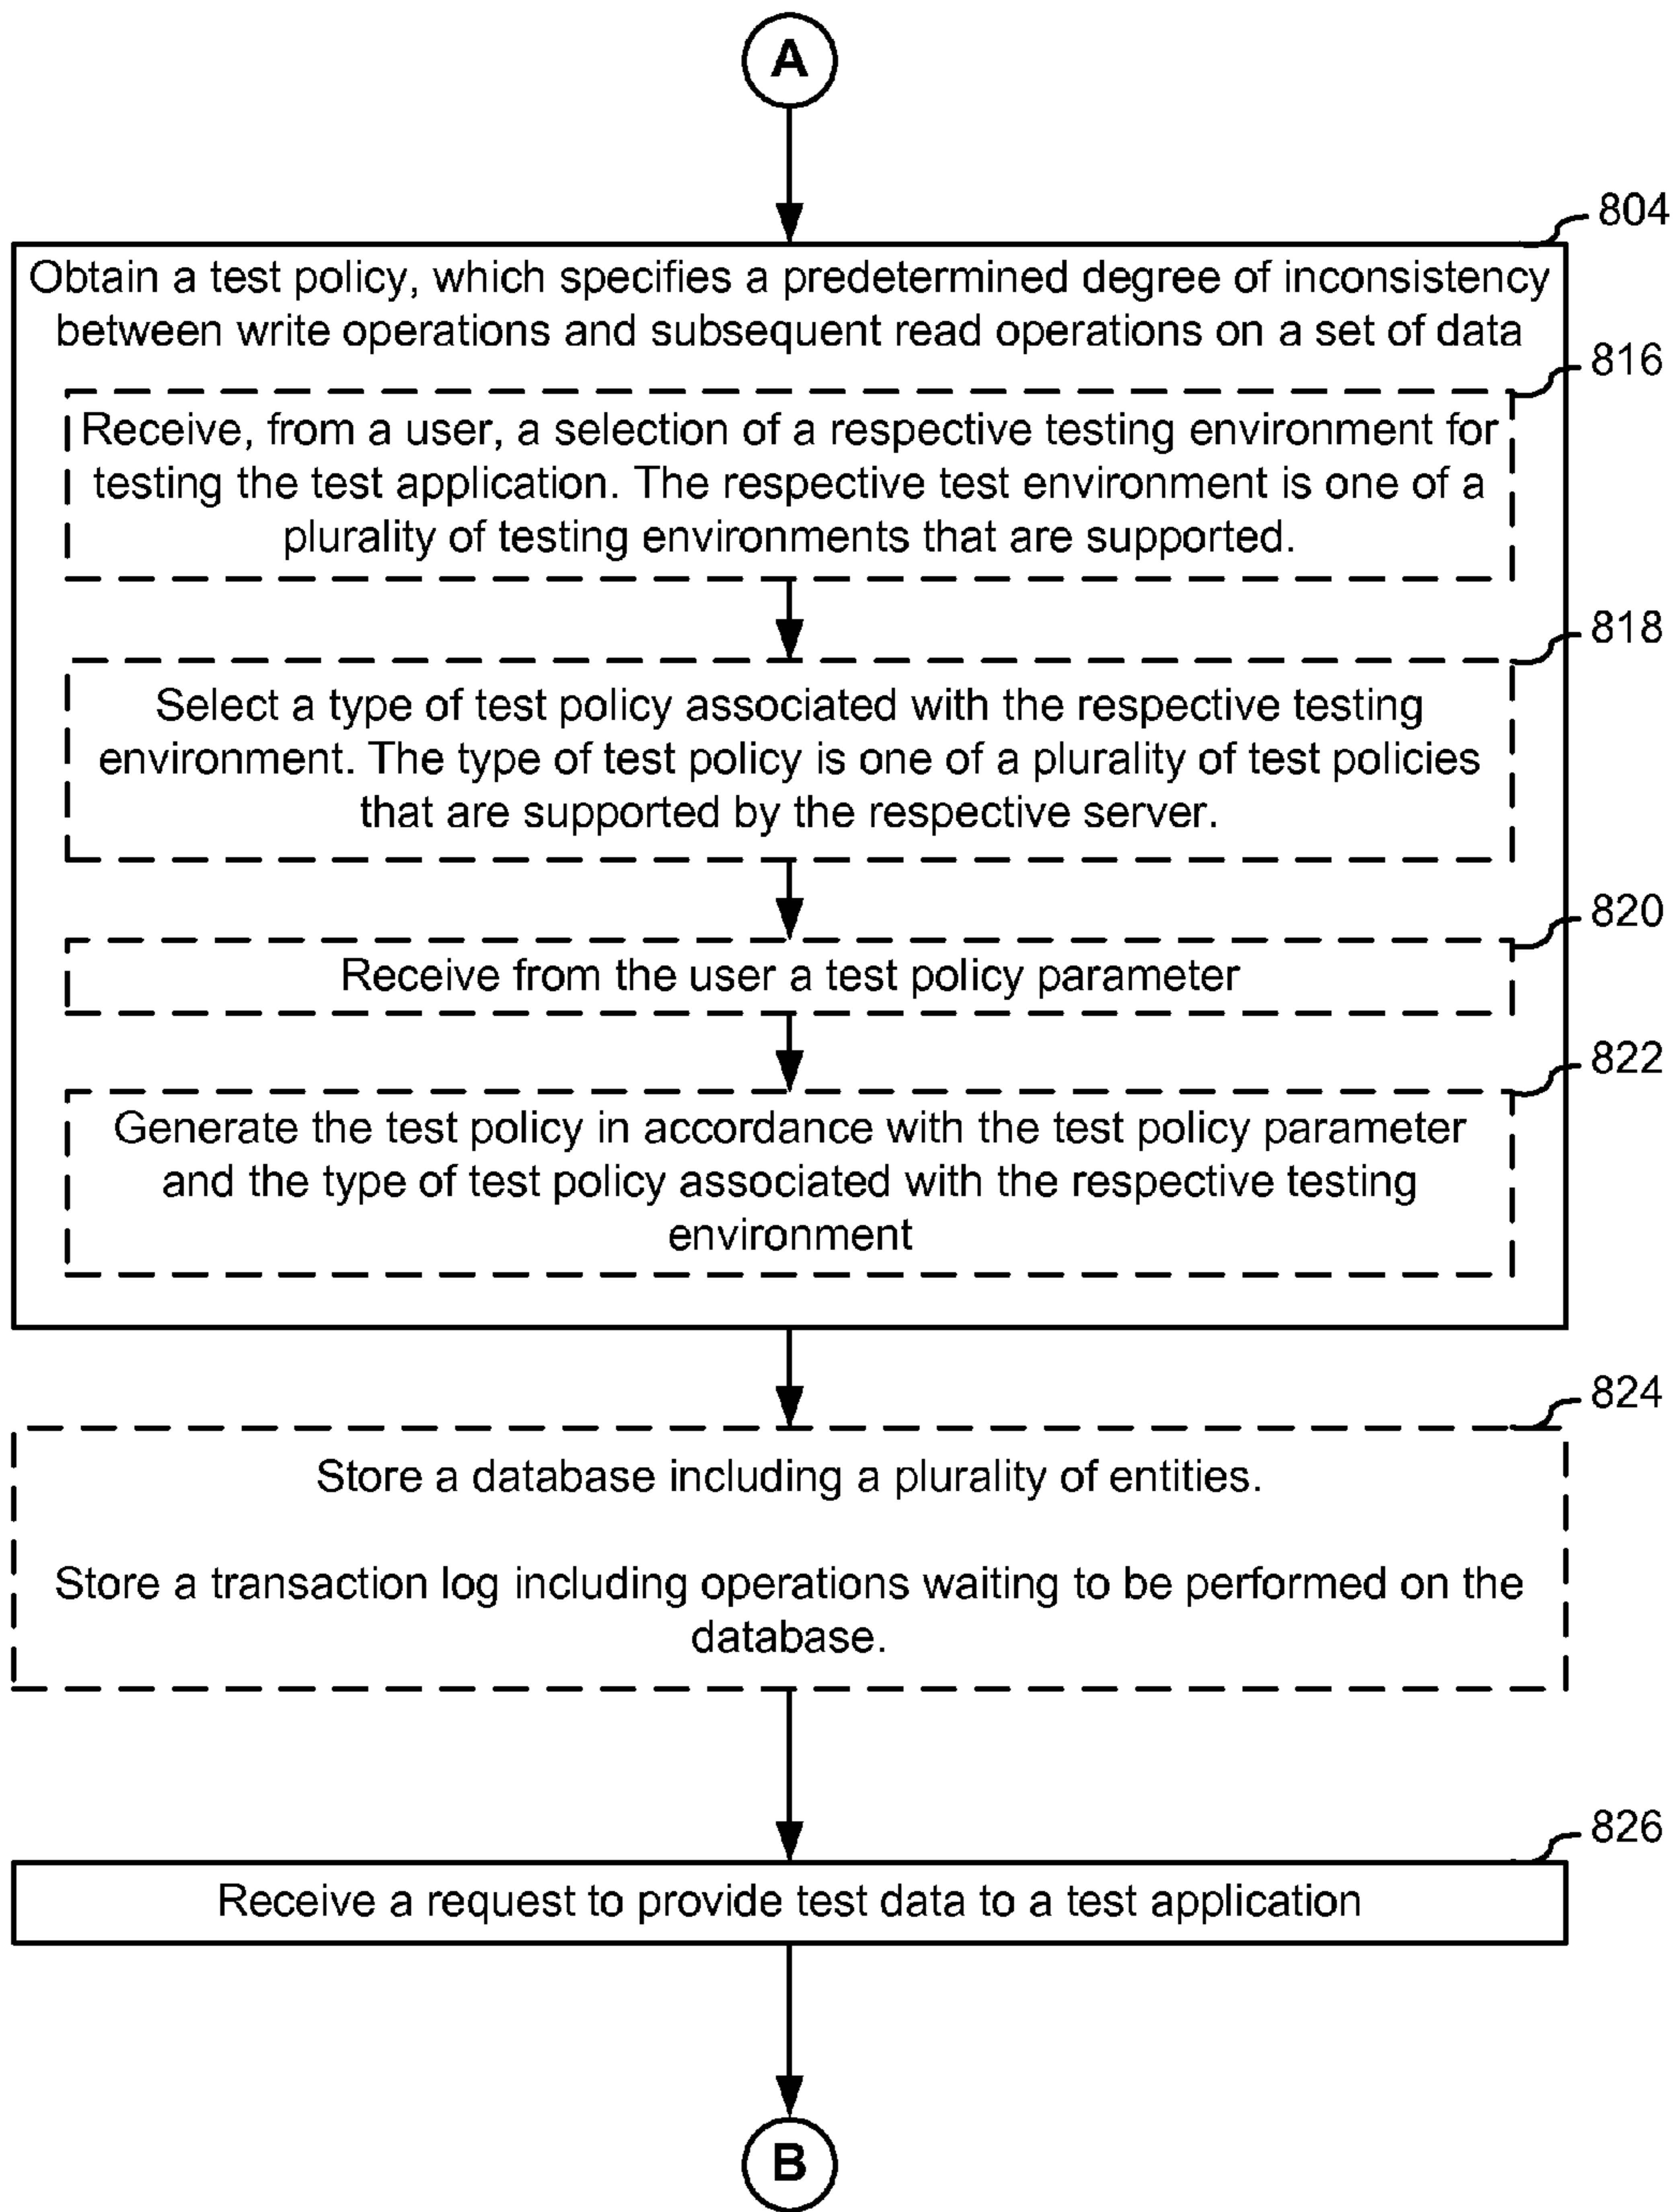 A
804
Obtain a test policy, which specifies a predetermined degree of inconsistency
between write operations and subsequent read operations on a set of data
816
Receive, from a user, a selection of a respective testing environment for
testing the test application. The respective test environment is one of a
plurality of testing environments that are supported.
818
Select a type of test policy associated with the respective testing
environment. The type of test policy is one of a plurality of test policies
that are supported by the respective server.
820
Receive from the user a test policy parameter
822
Generate the test policy in accordance with the test policy parameter
and the type of test policy associated with the respective testing
environment
824
Store a database including a plurality of entities.
Store a transaction log including operations waiting to be performed on the
database.
826
Receive a request to provide test data to a test application
B